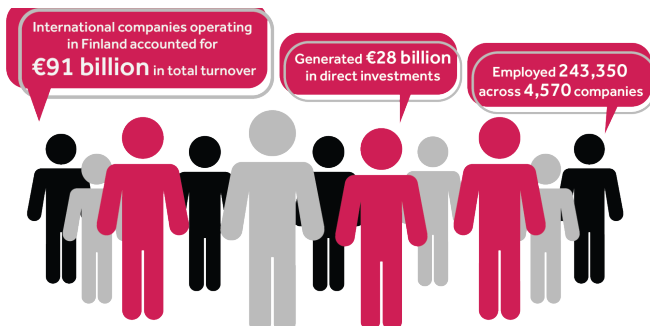 International companies operating
in Finland accounted for
€91 billion in total turnover
Generated €28 billion
in direct investments
Employed 243,350
across 4,570 companies